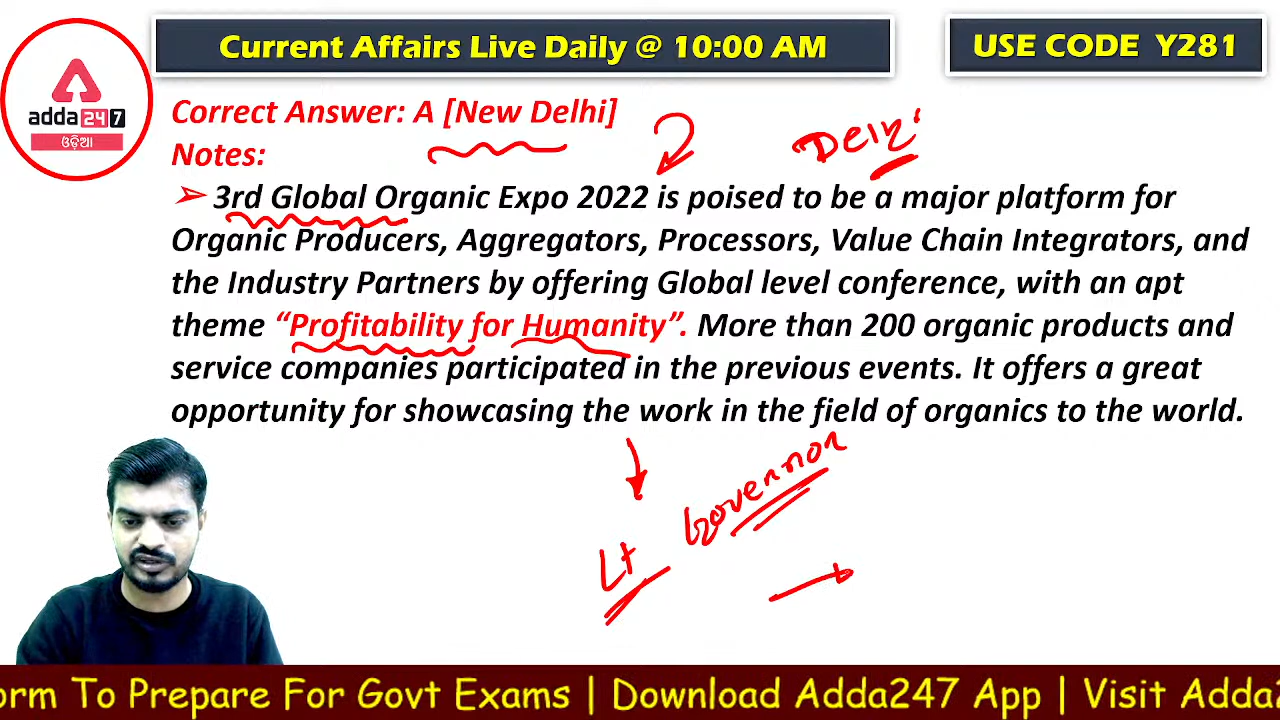 Current Affairs Live Daily @ 10:00 AM
USE CODE Y281
adda247
ଓଡ଼ିଆ
Correct Answer: A [New Delhi]
Notes:
Delhi
➢ 3rd Global Organic Expo 2022 is poised to be a major platform for
Organic Producers, Aggregators, Processors, Value Chain Integrators, and
the Industry Partners by offering Global level conference, with an apt
theme “Profitability for Humanity”. More than 200 organic products and
service companies participated in the previous events. It offers a great
opportunity for showcasing the work in the field of organics to the world.
Lt Governor
orm To Prepare For Govt Exams | Download Adda247 App | Visit Adda2